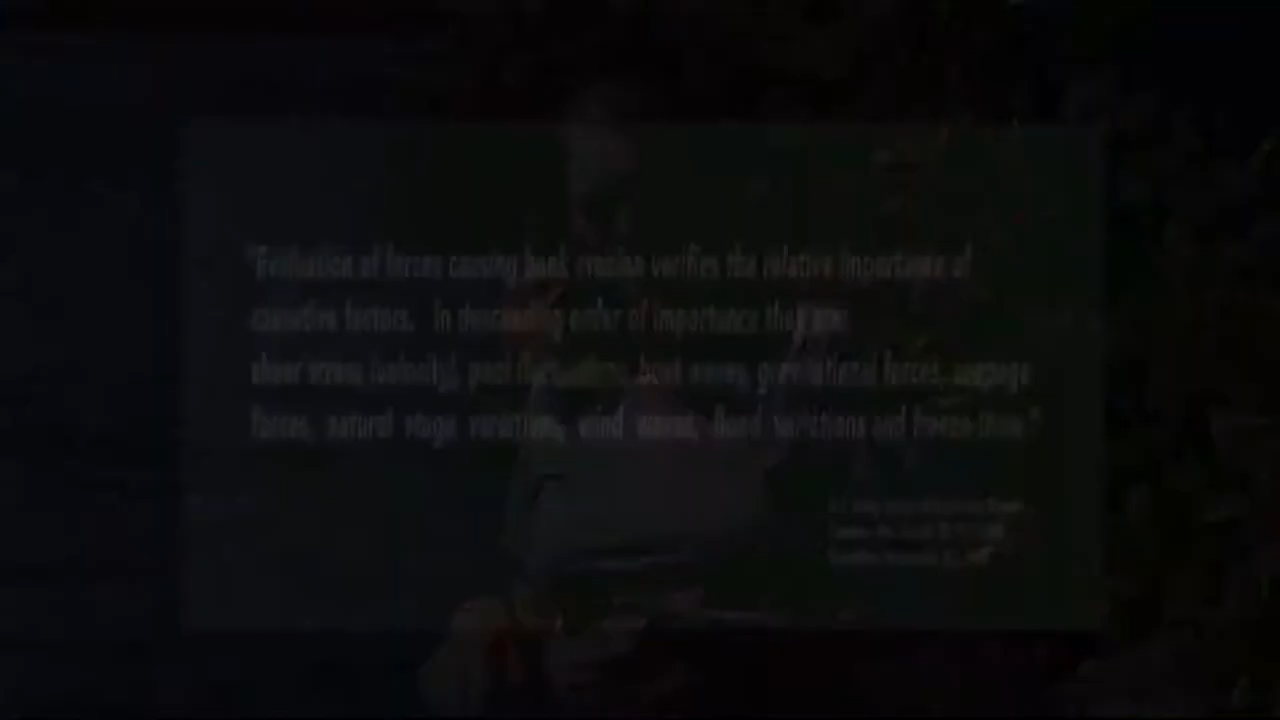 "Evaluation of forces causing bank erosion verifies the relative importance of
causative factors. In descending order of importance they are:
shear stress (velocity), pool fluctuations, boat waves, gravitational forces, seepage
forces, natural stage variations, wind waves, flood variations and freeze-thaw."